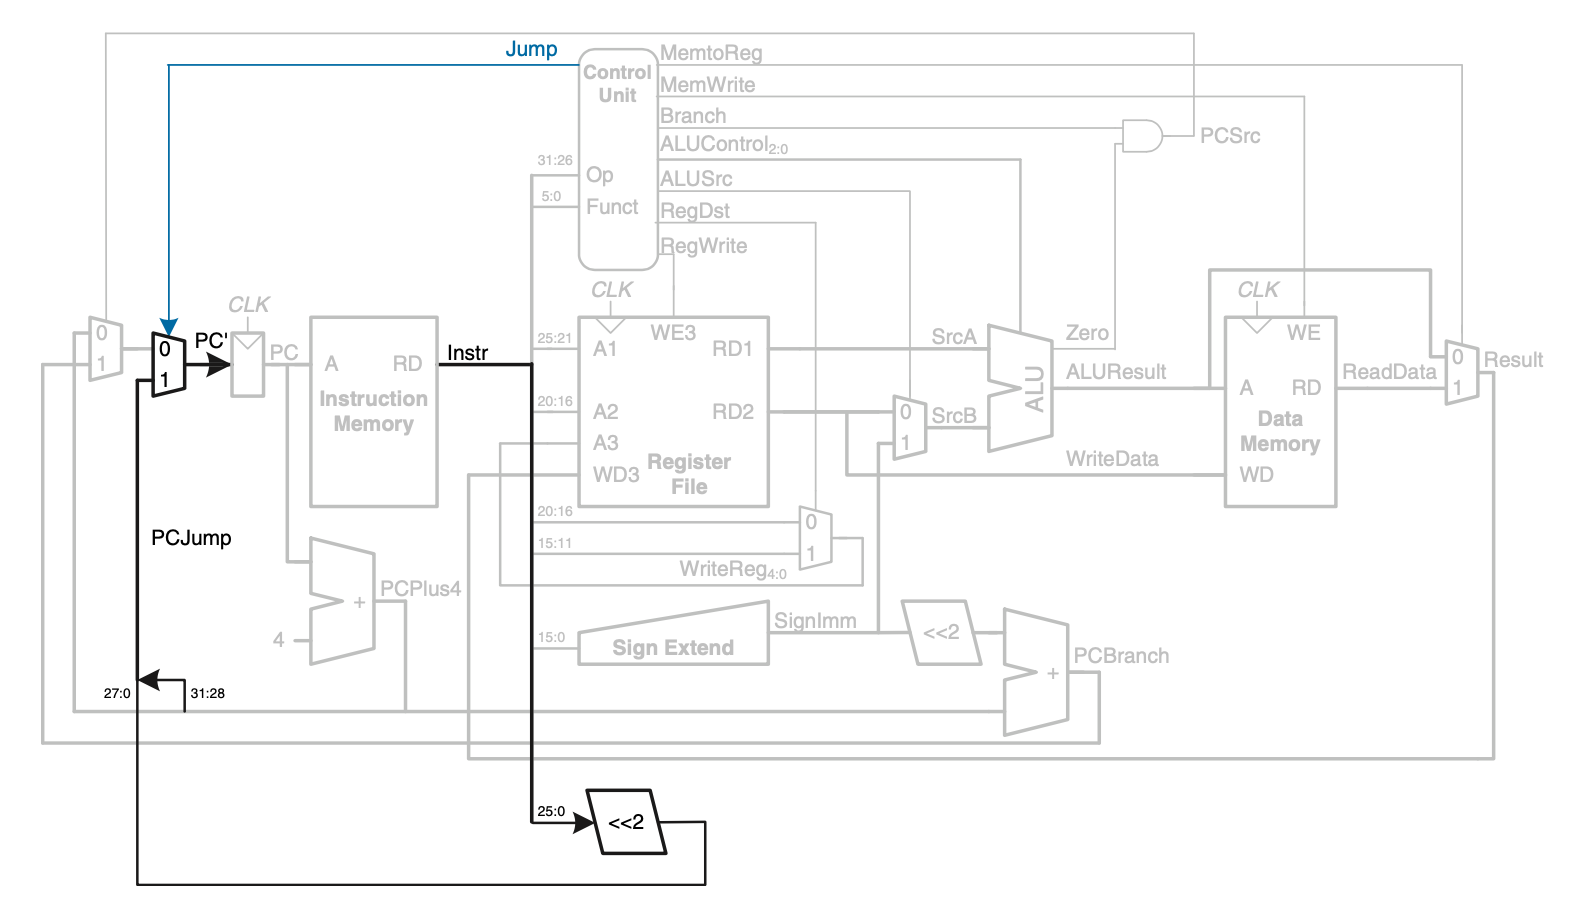 Jump
Control
Unit
MemtoReg
MemWrite
Branch
ALUControl2:0
PCSrc
31:26
Op
ALUSrc
5:0
Funct
RegDst
RegWrite
CLK
CLK
CLK
0
1
0
1
PC'
PC
A
RD
Instruction
Memory
Instr
25:21
A1
WE3
RD1
20:16
A2
RD2
A3
WD3
Register
File
SrcA
0
1
SrcB
ALU
Zero
ALUResult
WE
A
RD
Data
Memory
WD
ReadData
0
1
Result
WriteData
20:16
0
15:11
1
WriteReg4:0
PCJump
PCPlus4
+
4
15:0
Sign Extend
SignImm
<<2
+
PCBranch
27:0
31:28
25:0
<<2